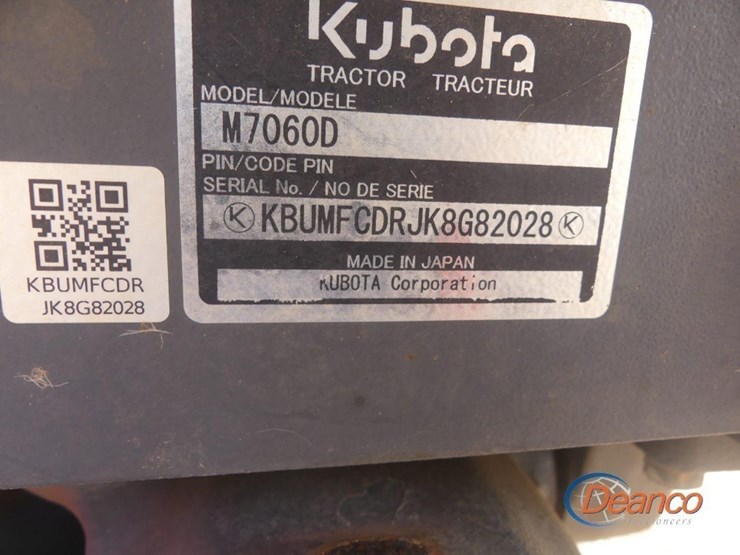 Kubota
TRACTOR TRACTEUR
MODEL/MODELE
M7060D
PIN/CODE PIN
SERIAL No. / NO DE SERIE
K KBUMFCDRJK8G82028 K
MADE IN JAPAN
KUBOTA Corporation
KBUMFCDR
JK8G82028
Deanco